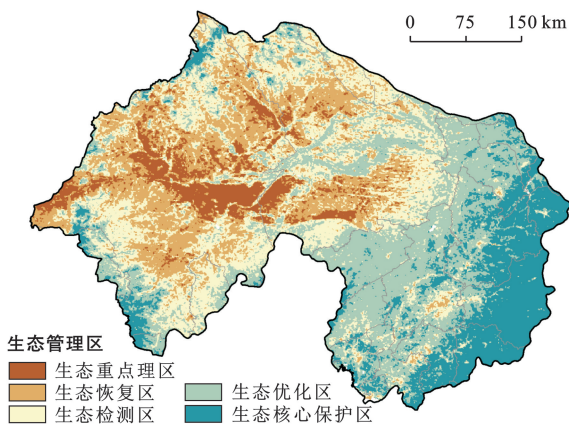 0 75 150 km
生态管理区
生态重点理区
生态恢复区 生态优化区
生态检测区 生态核心保护区